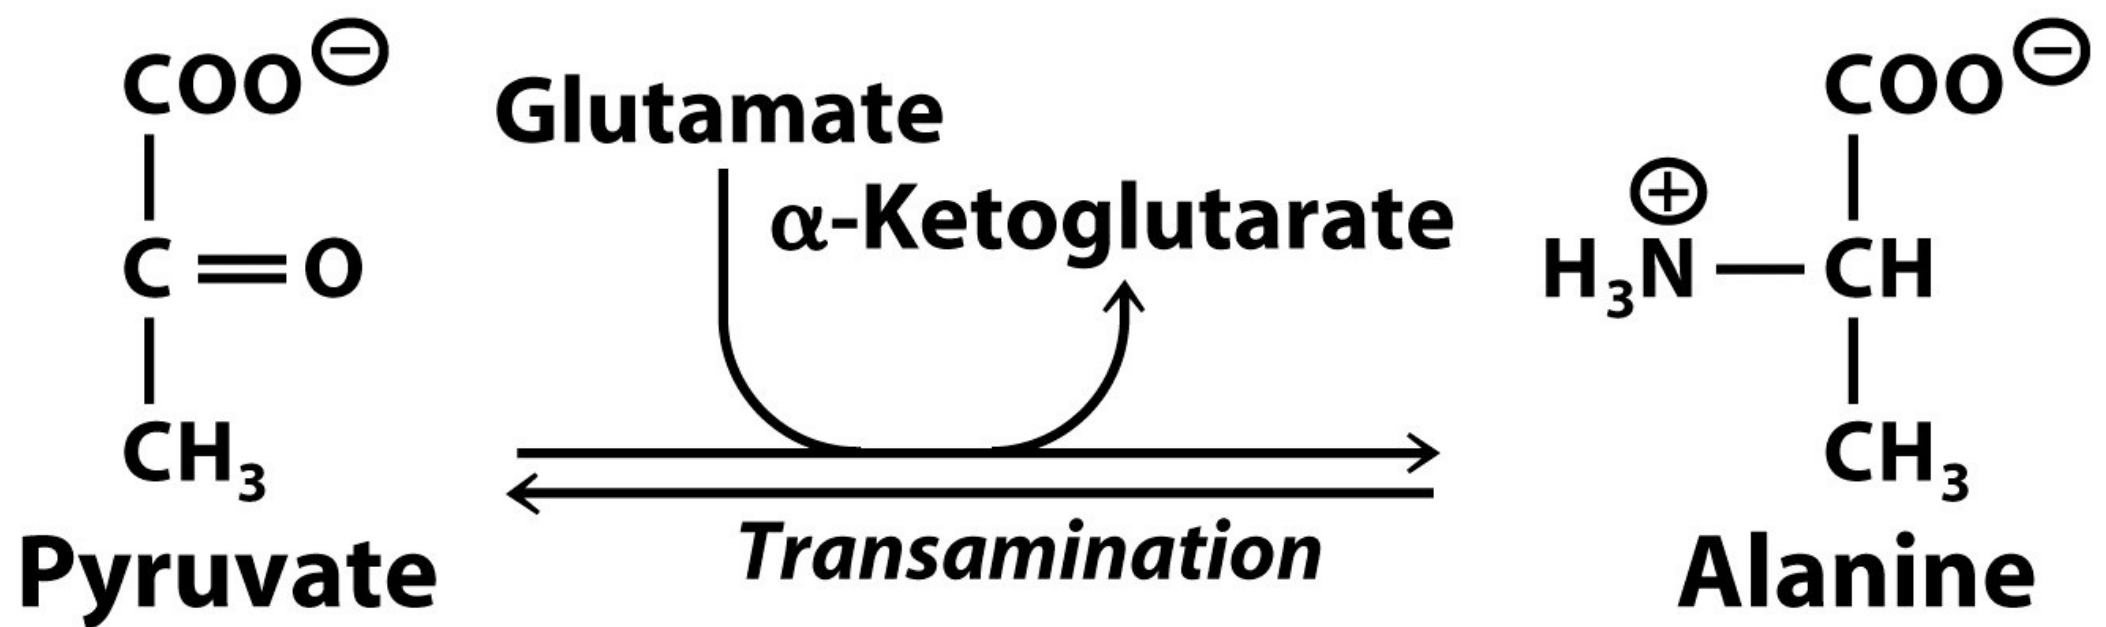 COO⊖
Glutamate
COO⊖
α-Ketoglutarate
⊕
C=O
H₃N—CH
CH₃
CH₃
Transamination
Pyruvate
Alanine